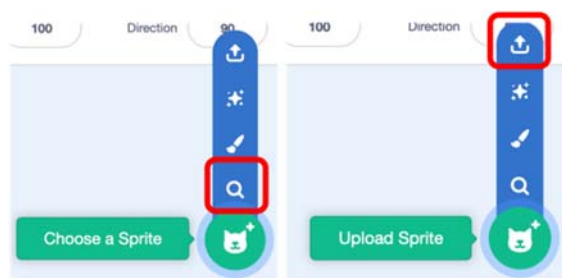 100 Direction 90
Choose a Sprite
100 Direction
Upload Sprite